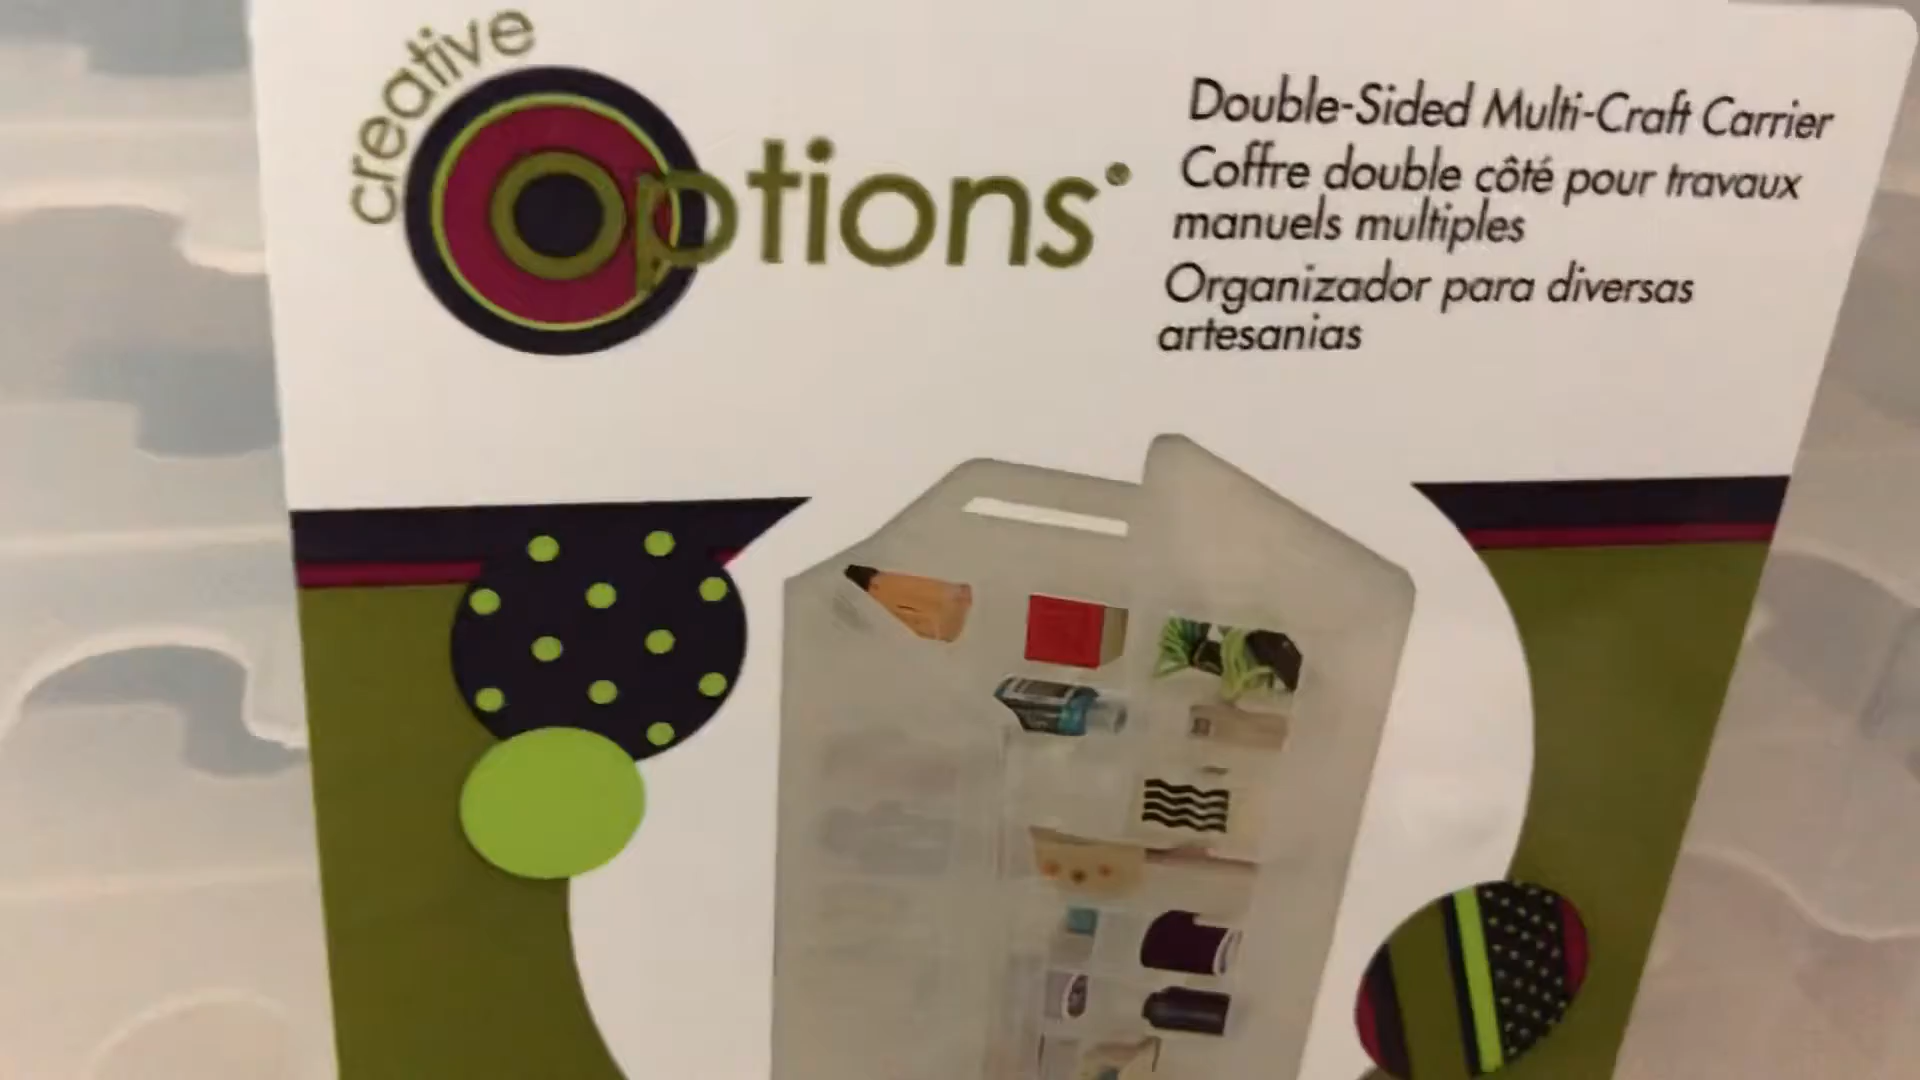 creative
Options®
Double-Sided Multi-Craft Carrier
Coffre double côté pour travaux
manuels multiples
Organizador para diversas
artesanias